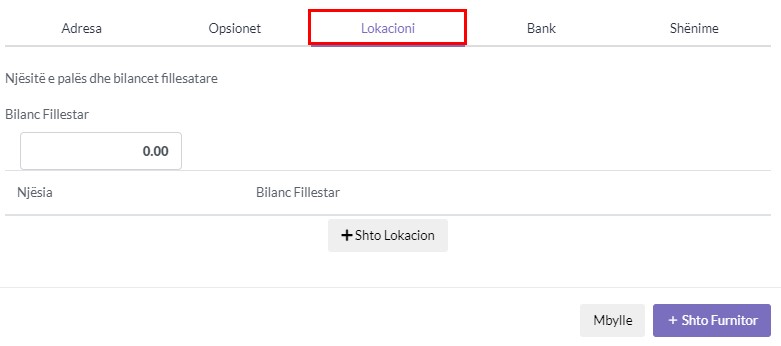 Adresa Opsionet Lokacioni Bank Shënime
Njësitë e palës dhe bilancet fillesatare
Bilanc Fillestar
0.00
Njësia Bilanc Fillestar
+Shto Lokacion
Mbylle + Shto Furnitor